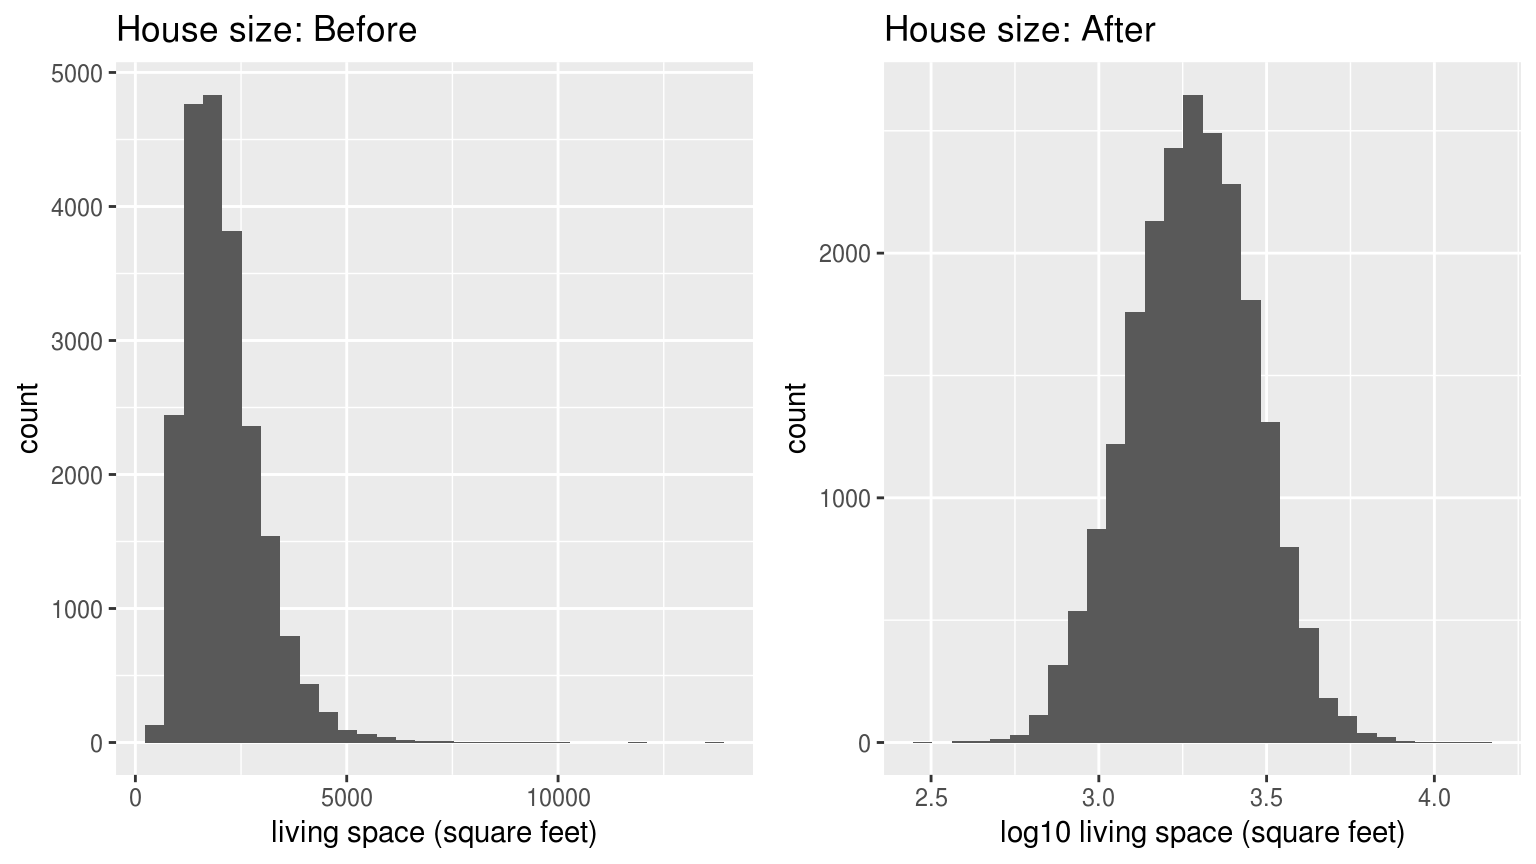 House size: Before
5000
4000
3000
2000
1000
0
count
0 5000 10000
living space (square feet)
House size: After
2000
1000
0
count
2.5 3.0 3.5 4.0
log10 living space (square feet)